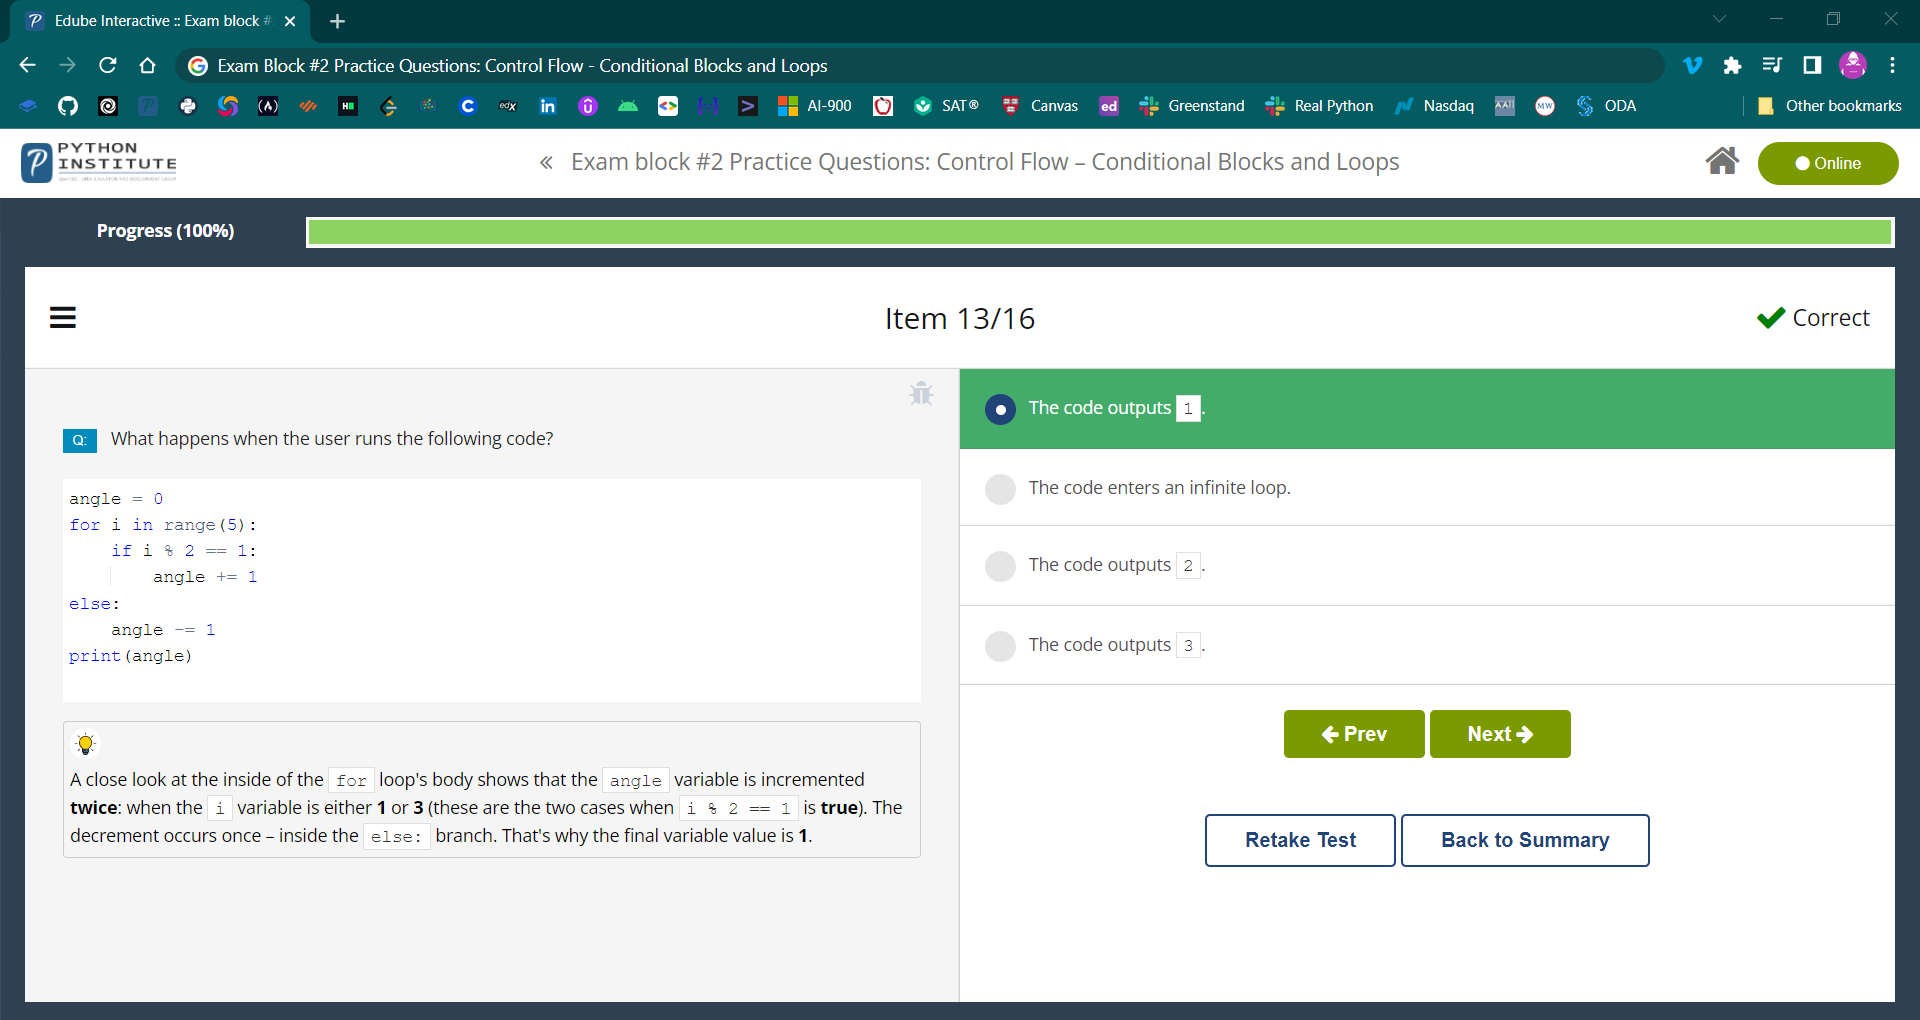 Edube Interactive :: Exam block #
Exam Block #2 Practice Questions: Control Flow - Conditional Blocks and Loops
AI-900
SAT®
Canvas
ed
Greenstand
Real Python
Nasdaq
MW
ODA
Other bookmarks
PYTHON
INSTITUTE
« Exam block #2 Practice Questions: Control Flow – Conditional Blocks and Loops
Online
Progress (100%)
Item 13/16
Correct
Q: What happens when the user runs the following code?
angle = 0
for i in range(5):
    if i % 2 == 1:
        angle += 1
else:
    angle -= 1
print(angle)
A close look at the inside of the for loop's body shows that the angle variable is incremented
twice: when the i variable is either 1 or 3 (these are the two cases when i % 2 == 1 is true). The
decrement occurs once – inside the else: branch. That's why the final variable value is 1.
The code outputs 1.
The code enters an infinite loop.
The code outputs 2.
The code outputs 3.
Prev
Next
Retake Test
Back to Summary